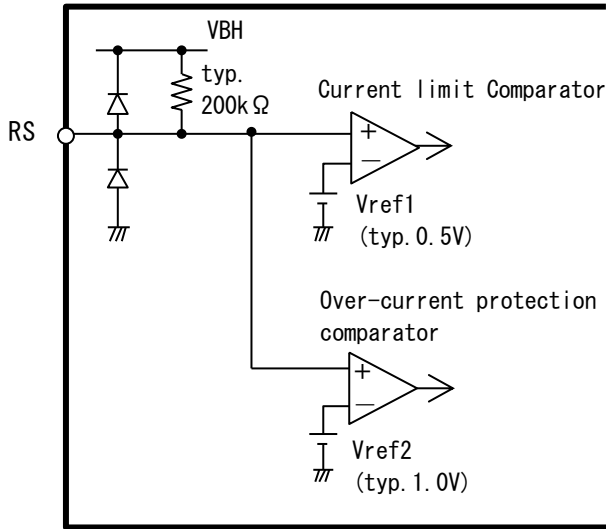 VBH
typ.
200kΩ
RS
Current limit Comparator
+
−
Vref1
(typ.0.5V)
Over-current protection
comparator
+
−
Vref2
(typ.1.0V)